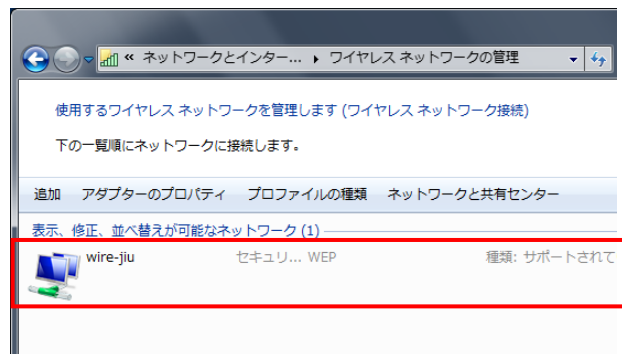 « ネットワークとインター... ▸ ワイヤレス ネットワークの管理
使用するワイヤレス ネットワークを管理します (ワイヤレス ネットワーク接続)
下の一覧順にネットワークに接続します。
追加 アダプターのプロパティ プロファイルの種類 ネットワークと共有センター
表示、修正、並べ替えが可能なネットワーク (1)
wire-jiu セキュリ... WEP 種類: サポートされて